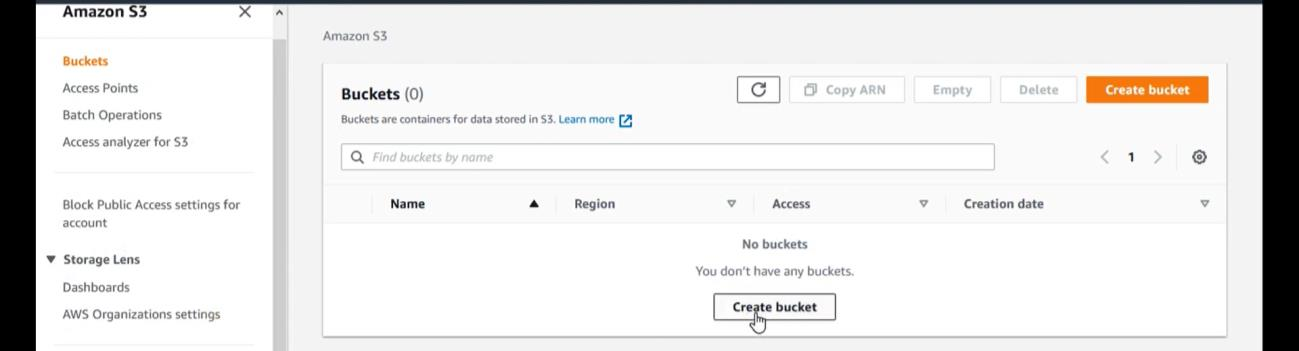 Amazon S3
Buckets
Access Points
Batch Operations
Access analyzer for S3
Block Public Access settings for
account
Storage Lens
Dashboards
AWS Organizations settings
Amazon S3
Buckets (0)
Copy ARN
Empty
Delete
Create bucket
Buckets are containers for data stored in S3. Learn more
Find buckets by name
1
Name
Region
Access
Creation date
No buckets
You don't have any buckets.
Create bucket